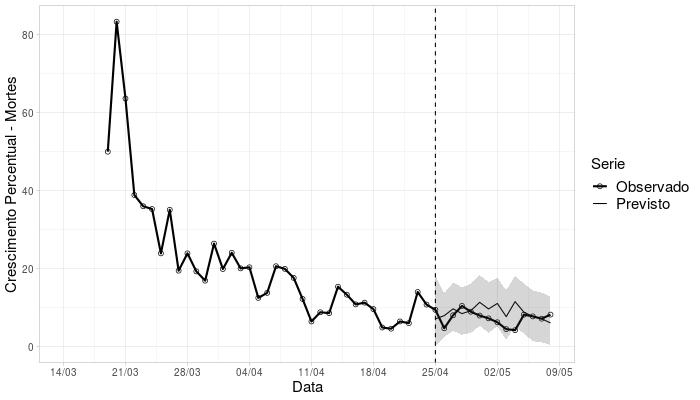 Crescimento Percentual - Mortes
80
60
40
20
0
14/03 21/03 28/03 04/04 11/04 18/04 25/04 02/05 09/05
Data
Serie
Observado
Previsto